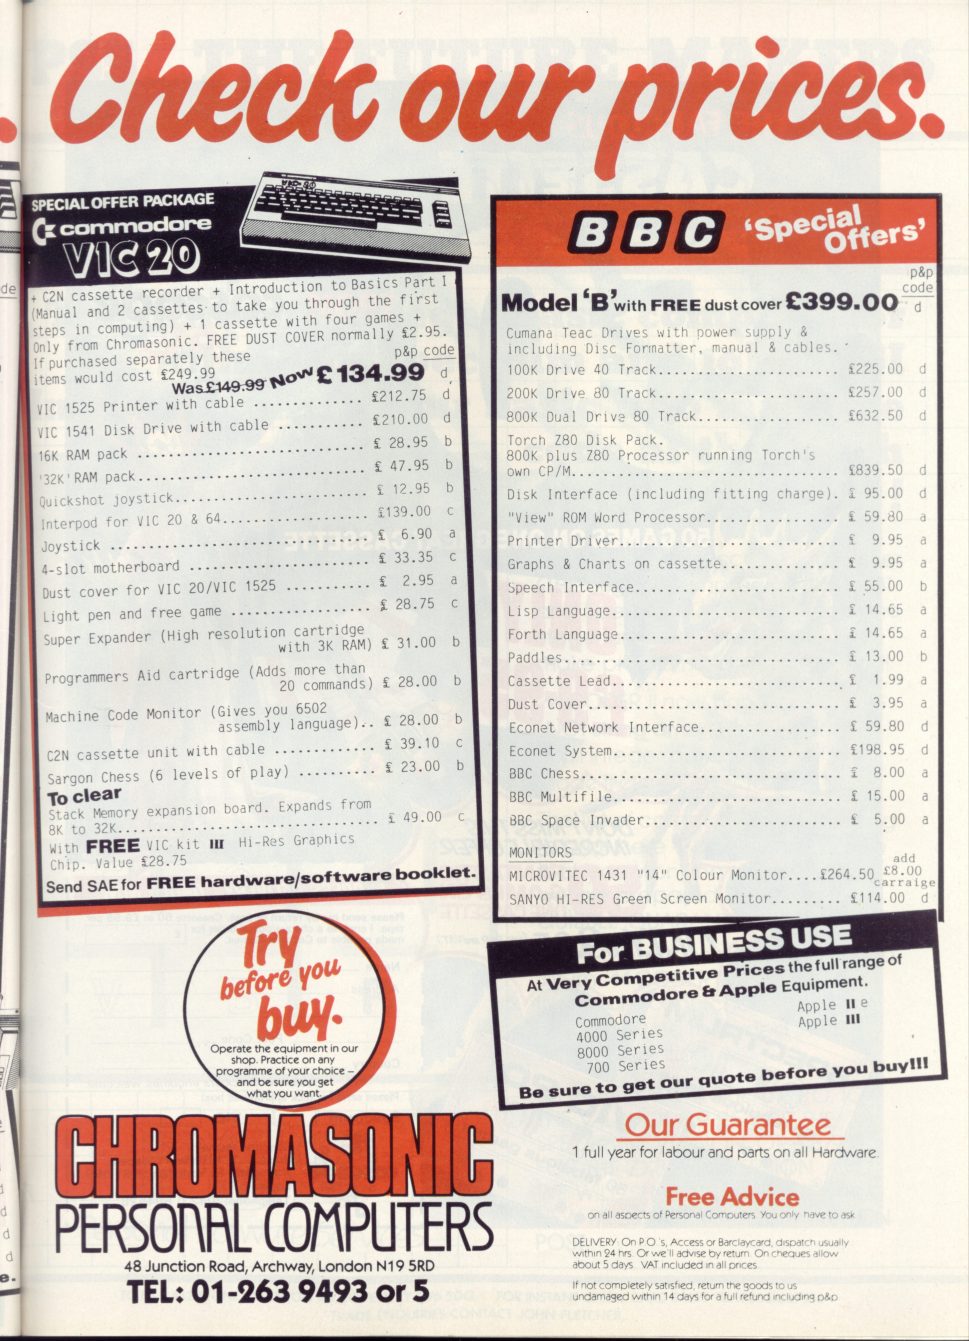 Check our prices.
SPECIAL OFFER PACKAGE
commodore
VIC 20
VIC-20
+ C2N cassette recorder + Introduction to Basics Part I
(Manual and 2 cassettes to take you through the first
steps in computing) + 1 cassette with four games +
Only from Chromasonic. FREE DUST COVER normally £2.95.
If purchased separately these p&p code
items would cost £249.99
Was £149.99 Now £134.99 d
VIC 1525 Printer with cable .............. £212.75 d
VIC 1541 Disk Drive with cable ........... £210.00 d
16K RAM pack ............................. £ 28.95 b
'32K' RAM pack............................ £ 47.95 b
Quickshot joystick........................ £ 12.95 b
Interpod for VIC 20 & 64.................. £139.00 c
Joystick ................................. £ 6.90 a
4-slot motherboard ....................... £ 33.35 c
Dust cover for VIC 20/VIC 1525 ........... £ 2.95 a
Light pen and free game .................. £ 28.75 c
Super Expander (High resolution cartridge
with 3K RAM) £ 31.00 b
Programmers Aid cartridge (Adds more than
20 commands) £ 28.00 b
Machine Code Monitor (Gives you 6502
assembly language).. £ 28.00 b
C2N cassette unit with cable ............. £ 39.10 c
Sargon Chess (6 levels of play) .......... £ 23.00 b
To clear
Stack Memory expansion board. Expands from
8K to 32K................................. £ 49.00 c
With FREE VIC kit III Hi-Res Graphics
Chip. Value £28.75
Send SAE for FREE hardware/software booklet.
BBC 'Special
Offers'
p&p
code
Model 'B' with FREE dust cover £399.00 d
Cumana Teac Drives with power supply &
including Disc Formatter, manual & cables.
100K Drive 40 Track....................... £225.00 d
200K Drive 80 Track....................... £257.00 d
800K Dual Drive 80 Track.................. £632.50 d
Torch Z80 Disk Pack.
800K plus Z80 Processor running Torch's
own CP/M.................................. £839.50 d
Disk Interface (including fitting charge). £ 95.00 d
"View" ROM Word Processor................. £ 59.80 a
Printer Driver............................ £ 9.95 a
Graphs & Charts on cassette............... £ 9.95 a
Speech Interface.......................... £ 55.00 b
Lisp Language............................. £ 14.65 a
Forth Language............................ £ 14.65 a
Paddles................................... £ 13.00 b
Cassette Lead............................. £ 1.99 a
Dust Cover................................ £ 3.95 a
Econet Network Interface.................. £ 59.80 d
Econet System............................. £198.95 d
BBC Chess................................. £ 8.00 a
BBC Multifile............................. £ 15.00 a
BBC Space Invader......................... £ 5.00 a
MONITORS
add
MICROVITEC 1431 "14" Colour Monitor....£264.50 £8.00
carraige
SANYO HI-RES Green Screen Monitor......... £114.00 d
For BUSINESS USE
At Very Competitive Prices the full range of
Commodore & Apple Equipment.
Commodore Apple II e
4000 Series Apple III
8000 Series
700 Series
Be sure to get our quote before you buy!!!
Try
before you
buy.
Operate the equipment in our
shop. Practice on any
programme of your choice –
and be sure you get
what you want.
CHROMASONIC
PERSONAL COMPUTERS
48 Junction Road, Archway, London N19 5RD
TEL: 01-263 9493 or 5
Our Guarantee
1 full year for labour and parts on all Hardware.
Free Advice
on all aspects of Personal Computers. You only have to ask
DELIVERY: On P.O.'s, Access or Barclaycard, dispatch usually
within 24 hrs. Or we'll advise by return. On cheques allow
about 5 days. VAT included in all prices.
If not completely satisfied, return the goods to us
undamaged within 14 days for a full refund including p&p